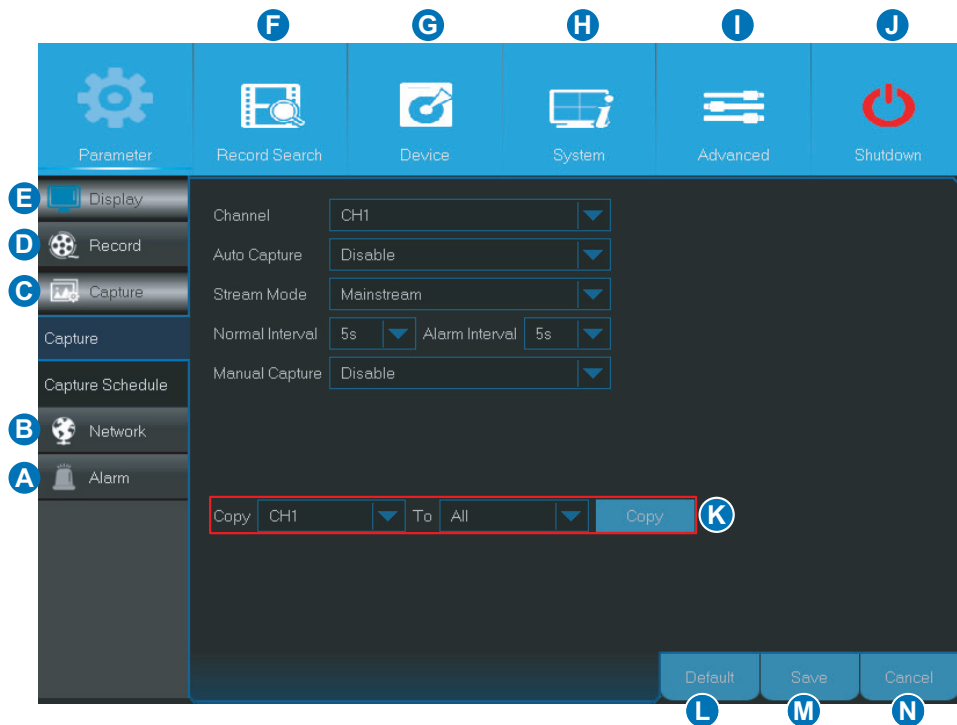 F G H I J
Parameter Record Search Device System Advanced Shutdown
E Display
D Record
C Capture
Capture
Capture Schedule
B Network
A Alarm
Channel CH1
Auto Capture Disable
Stream Mode Mainstream
Normal Interval 5s Alarm Interval 5s
Manual Capture Disable
Copy CH1 To All Copy K
Default Save Cancel
L M N